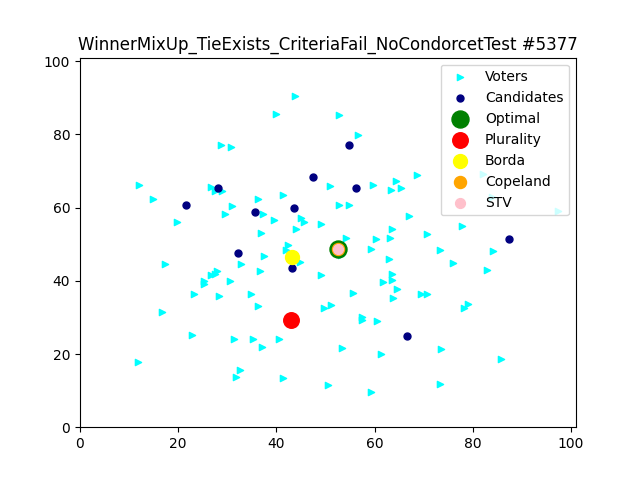 WinnerMixUp_TieExists_CriteriaFail_NoCondorcetTest #5377
100
80
60
40
20
0
0 20 40 60 80 100
Voters
Candidates
Optimal
Plurality
Borda
Copeland
STV